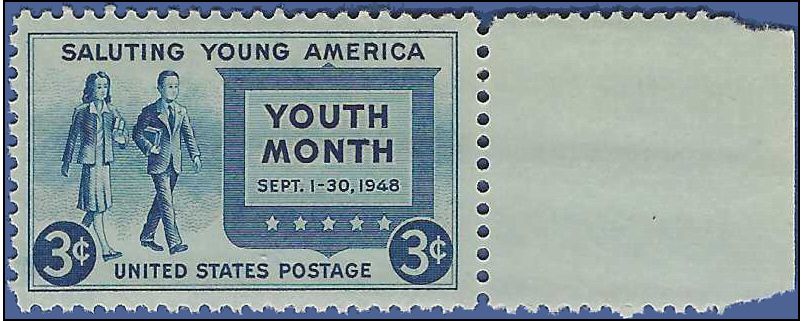 SALUTING YOUNG AMERICA
YOUTH
MONTH
SEPT. 1-30, 1948
3¢ 3¢
UNITED STATES POSTAGE